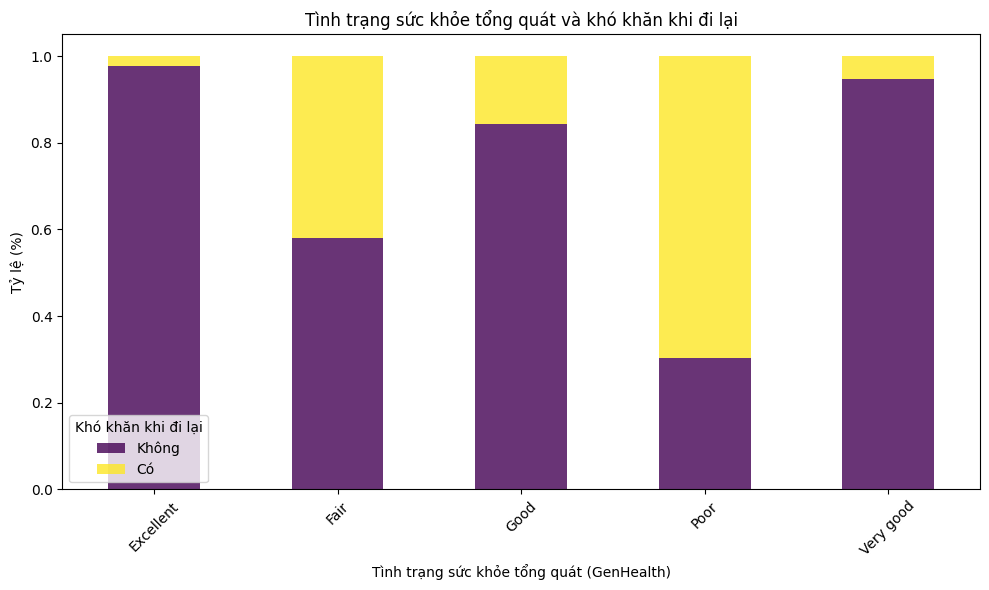 Tình trạng sức khỏe tổng quát và khó khăn khi đi lại
Tỷ lệ (%)
1.0
0.8
0.6
0.4
0.2
0.0
Khó khăn khi đi lại
Không
Có
Excellent
Fair
Good
Poor
Very good
Tình trạng sức khỏe tổng quát (GenHealth)